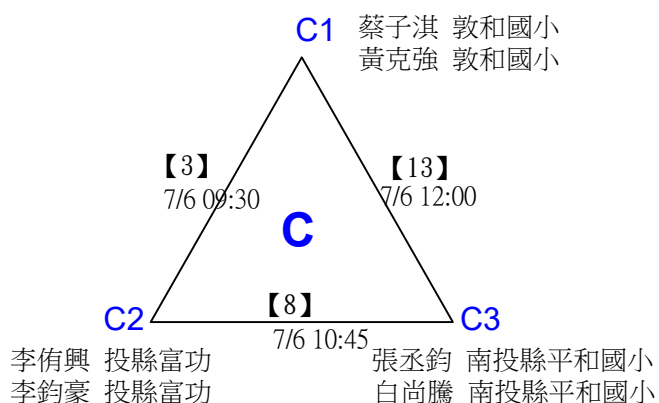 C1
蔡子淇 敦和國小
黃克強 敦和國小
【3】
7/6 09:30
【13】
7/6 12:00
C
C2
【8】
7/6 10:45
C3
李侑興 投縣富功
李鈞豪 投縣富功
張丞鈞 南投縣平和國小
白尚騰 南投縣平和國小